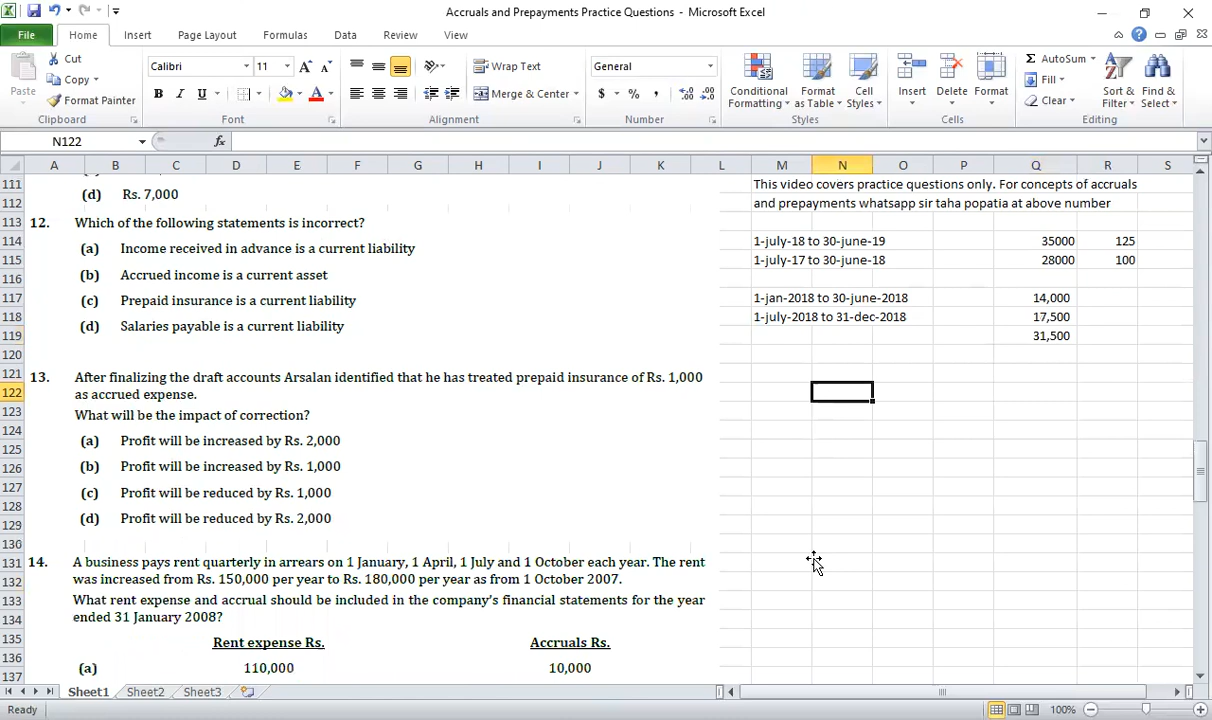 Accruals and Prepayments Practice Questions - Microsoft Excel
File Home Insert Page Layout Formulas Data Review View
Paste
Cut
Copy
Format Painter
Clipboard
Calibri 11 A A
B I U A
Font
Wrap Text
Merge & Center
Alignment
General
$ % , .00
Number
Conditional Formatting
Format as Table
Cell Styles
Styles
Insert Delete Format
Cells
Σ AutoSum
Fill
Clear
Sort & Filter
Find & Select
Editing
N122 fx
A B C D E F G H I J K L M N O P Q R S
111 This video covers practice questions only. For concepts of accruals
(d) Rs. 7,000
112 and prepayments whatsapp sir taha popatia at above number
113 12. Which of the following statements is incorrect?
114 (a) Income received in advance is a current liability 1-july-18 to 30-june-19 35000 125
115 1-july-17 to 30-june-18 28000 100
116 (b) Accrued income is a current asset
117 (c) Prepaid insurance is a current liability 1-jan-2018 to 30-june-2018 14,000
118 (d) Salaries payable is a current liability 1-july-2018 to 31-dec-2018 17,500
119 31,500
120
121 13. After finalizing the draft accounts Arsalan identified that he has treated prepaid insurance of Rs. 1,000
122 as accrued expense.
123 What will be the impact of correction?
124
125 (a) Profit will be increased by Rs. 2,000
126 (b) Profit will be increased by Rs. 1,000
127
128 (c) Profit will be reduced by Rs. 1,000
129 (d) Profit will be reduced by Rs. 2,000
130
131 14. A business pays rent quarterly in arrears on 1 January, 1 April, 1 July and 1 October each year. The rent
132 was increased from Rs. 150,000 per year to Rs. 180,000 per year as from 1 October 2007.
133 What rent expense and accrual should be included in the company's financial statements for the year
134 ended 31 January 2008?
135 Rent expense Rs. Accruals Rs.
136 (a) 110,000 10,000
137
Sheet1 Sheet2 Sheet3
Ready 100%